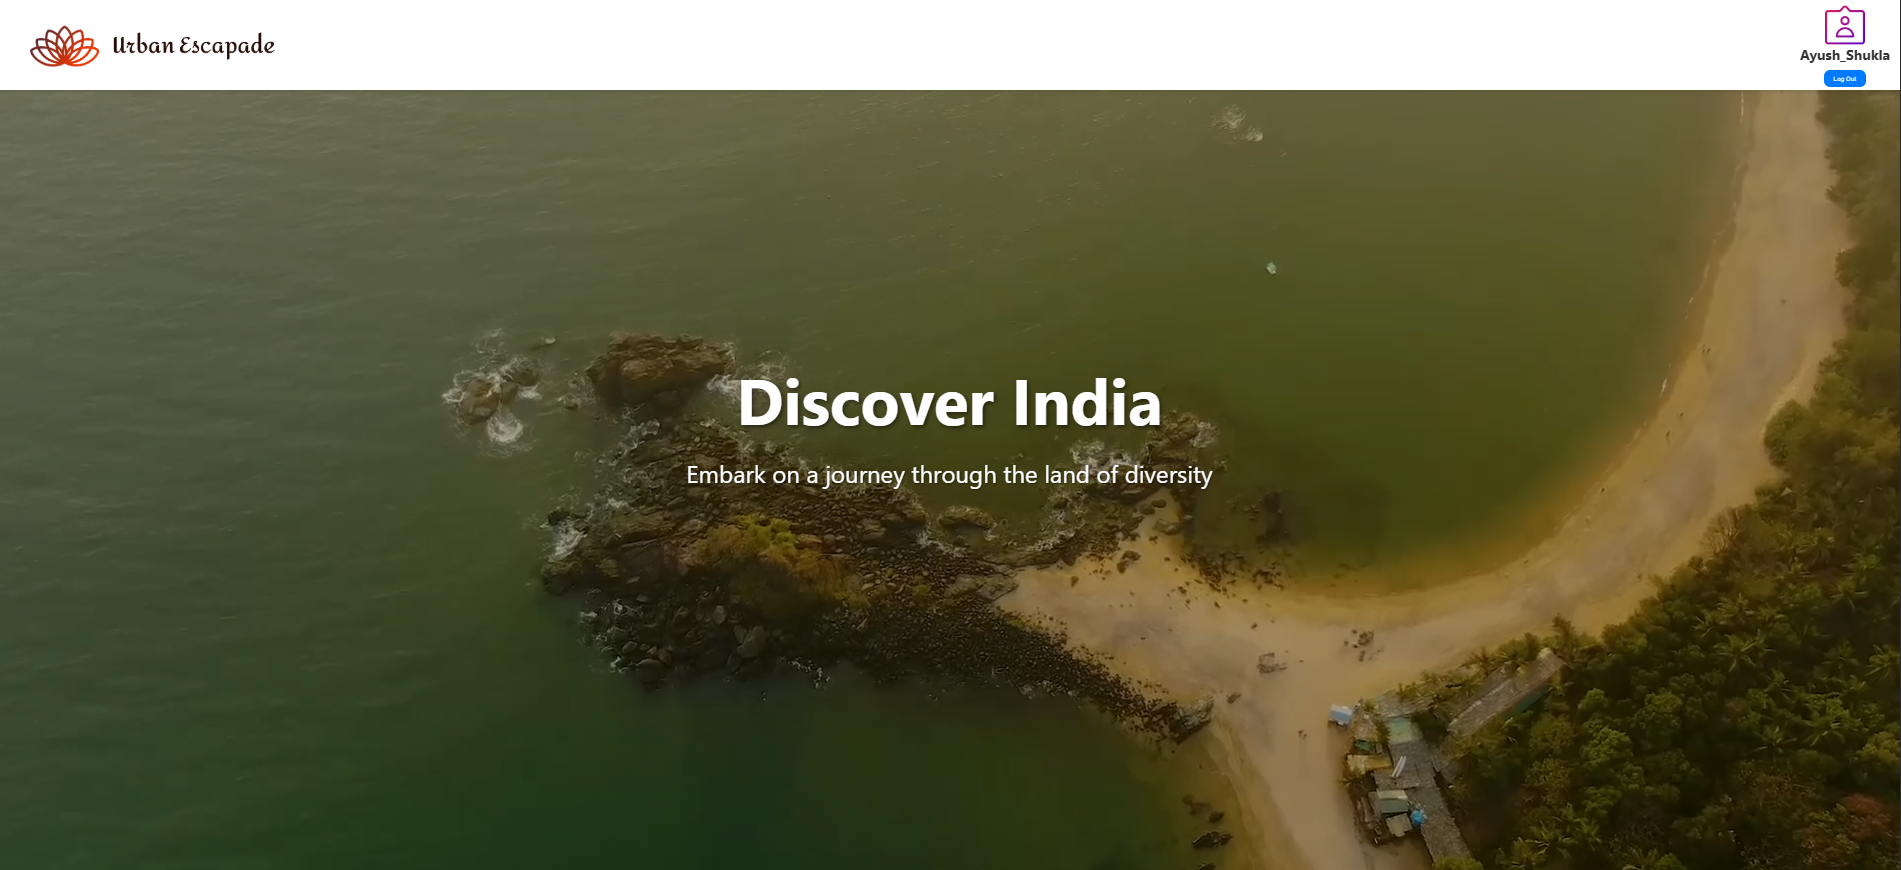 Urban Escapade
Ayush_Shukla
Log Out
Discover India
Embark on a journey through the land of diversity